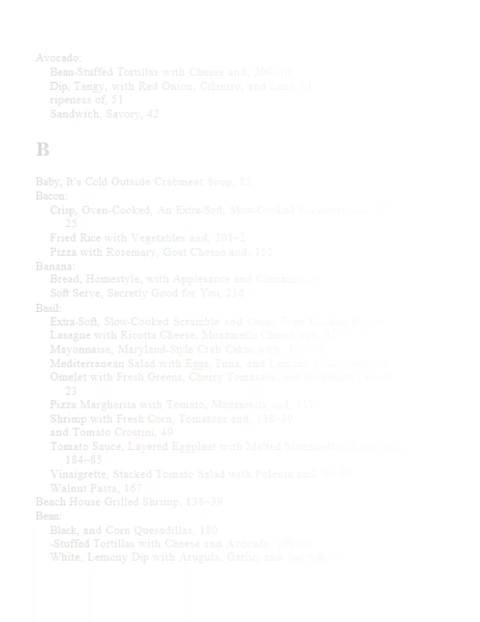 Avocado:
Bean-Stuffed Tortillas with Cheese and, 209–10
Dip, Tangy, with Red Onion, Cilantro, and Lime,
ripeness of, 51
Sandwich, Savory, 42
B
Baby, It's Cold Outside Crabmeat Soup,
Bacon:
Crisp, Oven-Cooked, An Extra-Soft, Slow-Cooked Scramble
25
Fried Rice with Vegetables and, 201–2
Pizza with Rosemary, Goat Cheese and, 152
Banana:
Bread, Homestyle, with Applesauce and Cinnamon,
Soft Serve, Secretly Good for You, 236
Basil:
Extra-Soft, Slow-Cooked Scramble and Crisp, Oven-Cooked
Lasagne with Ricotta Cheese, Mozzarella Cheese and,
Mayonnaise, Maryland-Style Crab Cakes with,
Mediterranean Salad with Eggs, Tuna, and Lemon
Omelet with Fresh Greens, Cherry Tomatoes, and
23
Pizza Margherita with Tomato, Mozzarella and, 151
Shrimp with Fresh Corn, Tomatoes and, 138–39
and Tomato Crostini, 49
Tomato Sauce, Layered Eggplant with Melted Mozzarella
184–85
Vinaigrette, Stacked Tomato Salad with Polenta and
Walnut Pasta, 167
Beach House Grilled Shrimp, 138–39
Bean:
Black, and Corn Quesadillas, 180
-Stuffed Tortillas with Cheese and Avocado,
White, Lemony Dip with Arugula, Garlic, and